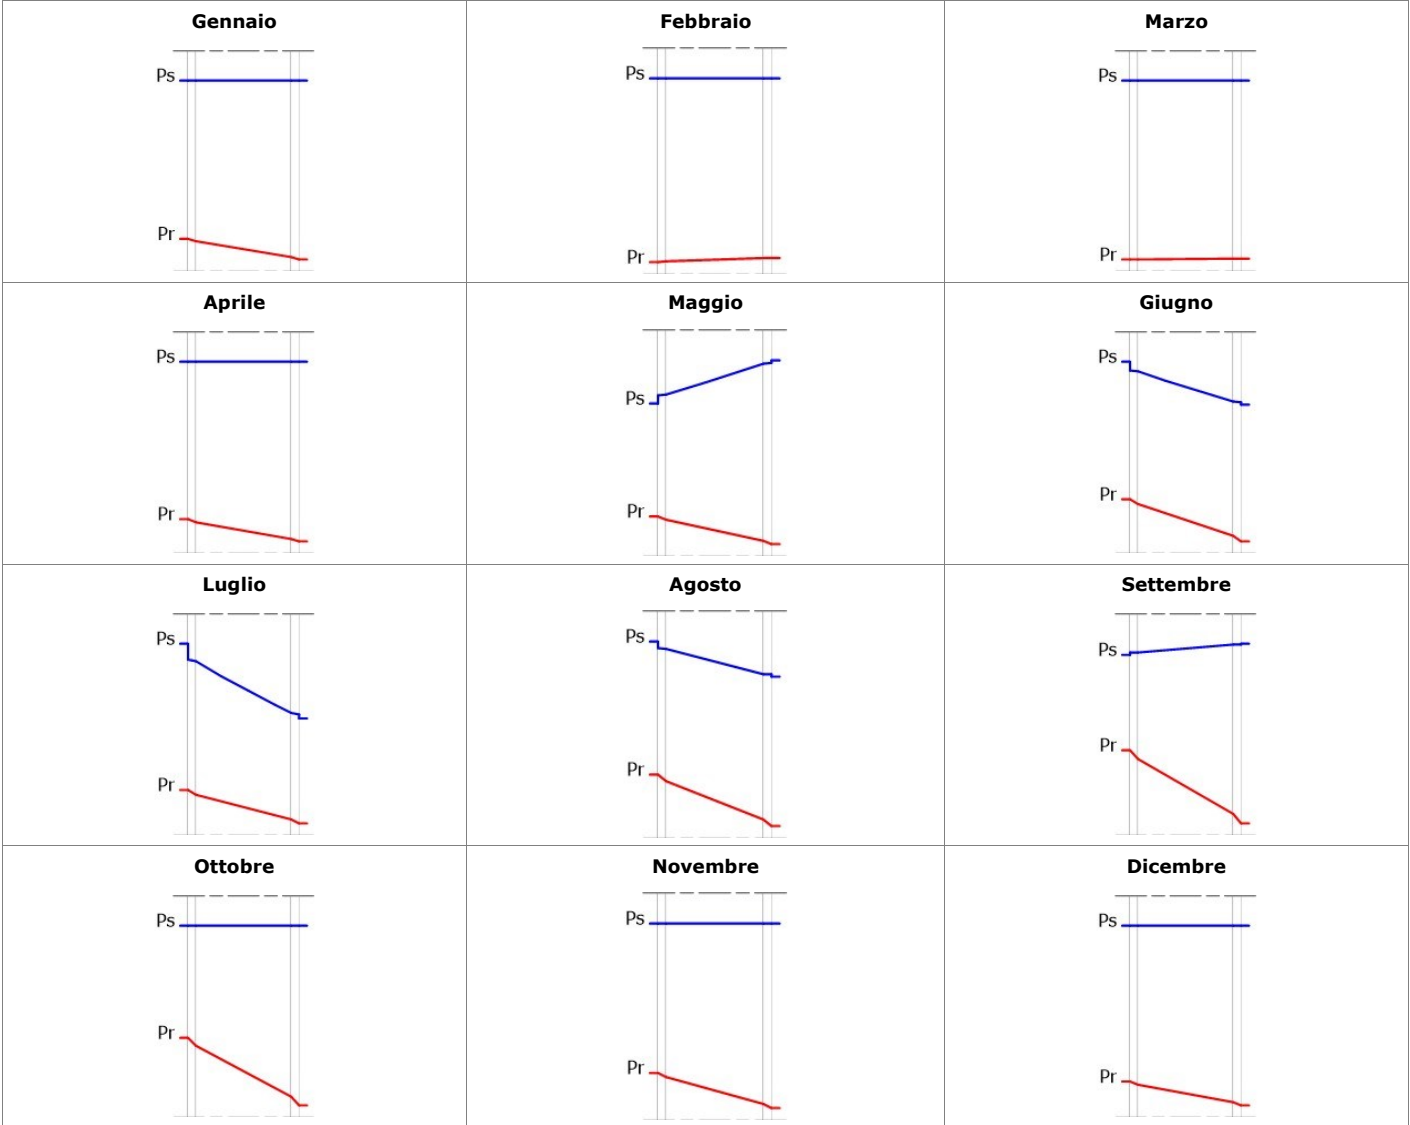 Gennaio
Febbraio
Marzo
Ps
Ps
Ps
Pr
Pr
Pr
Aprile
Maggio
Giugno
Ps
Ps
Ps
Pr
Pr
Pr
Luglio
Agosto
Settembre
Ps
Ps
Ps
Pr
Pr
Pr
Ottobre
Novembre
Dicembre
Ps
Ps
Ps
Pr
Pr
Pr